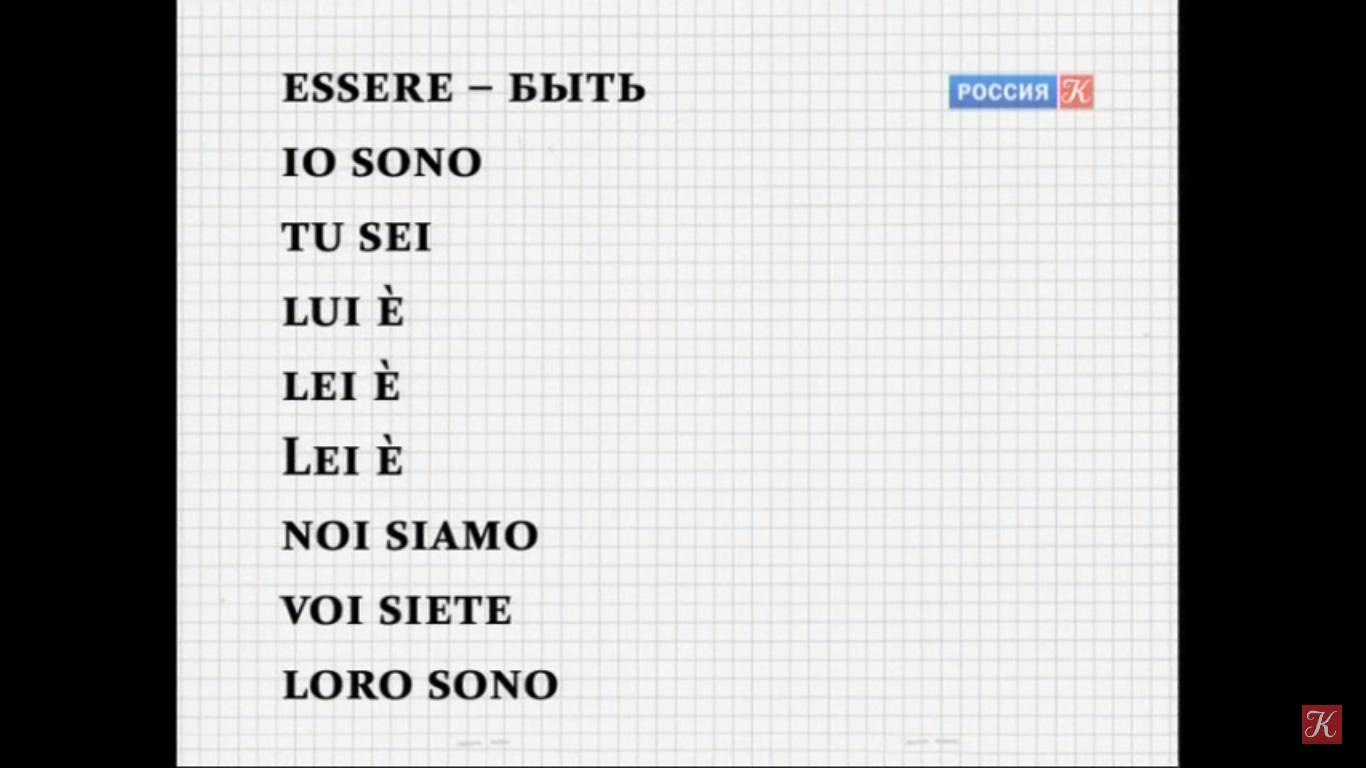 ESSERE – БЫТЬ
РОССИЯ К
IO SONO
TU SEI
LUI È
LEI È
Lei È
NOI SIAMO
VOI SIETE
LORO SONO
К